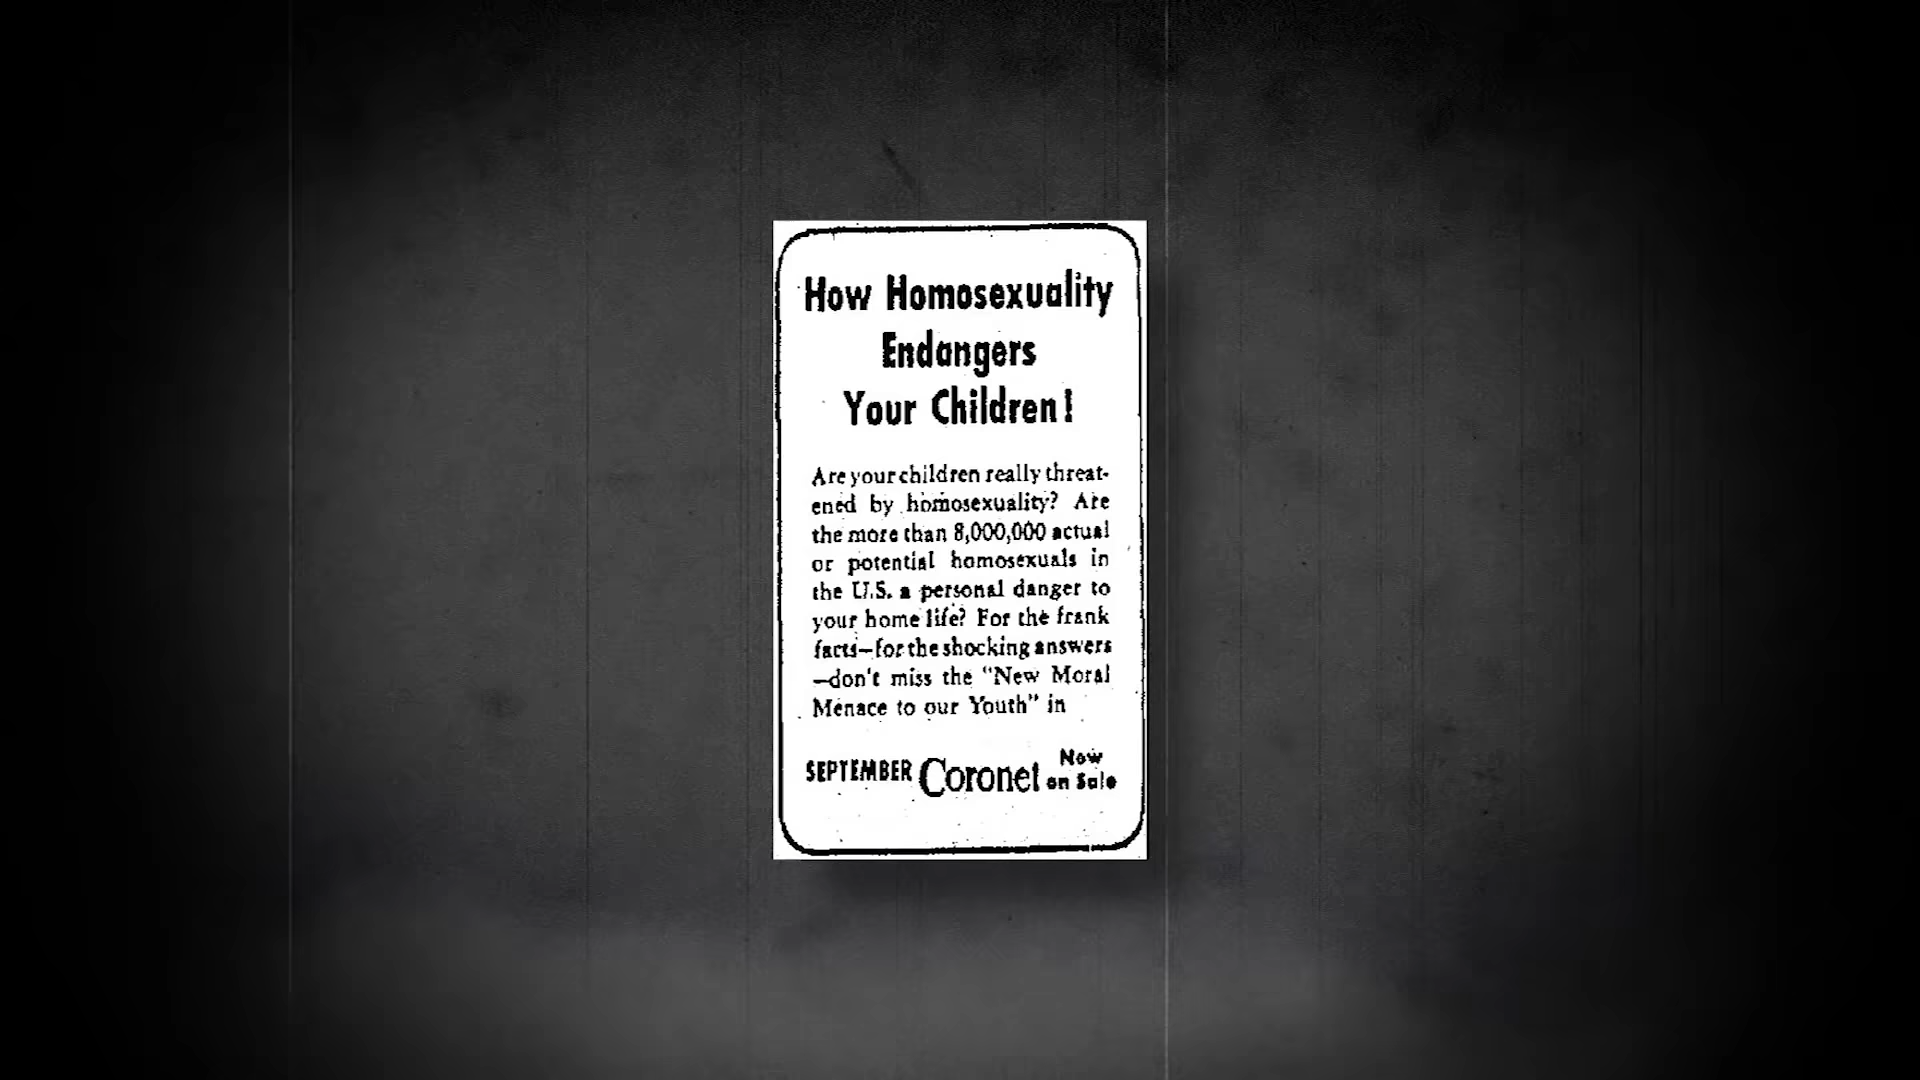 How Homosexuality
Endangers
Your Children!
Are your children really threat-
ened by homosexuality? Are
the more than 8,000,000 actual
or potential homosexuals in
the U.S. a personal danger to
your home life? For the frank
facts—for the shocking answers
—don't miss the "New Moral
Menace to our Youth" in
SEPTEMBER Coronet Now
on Sale